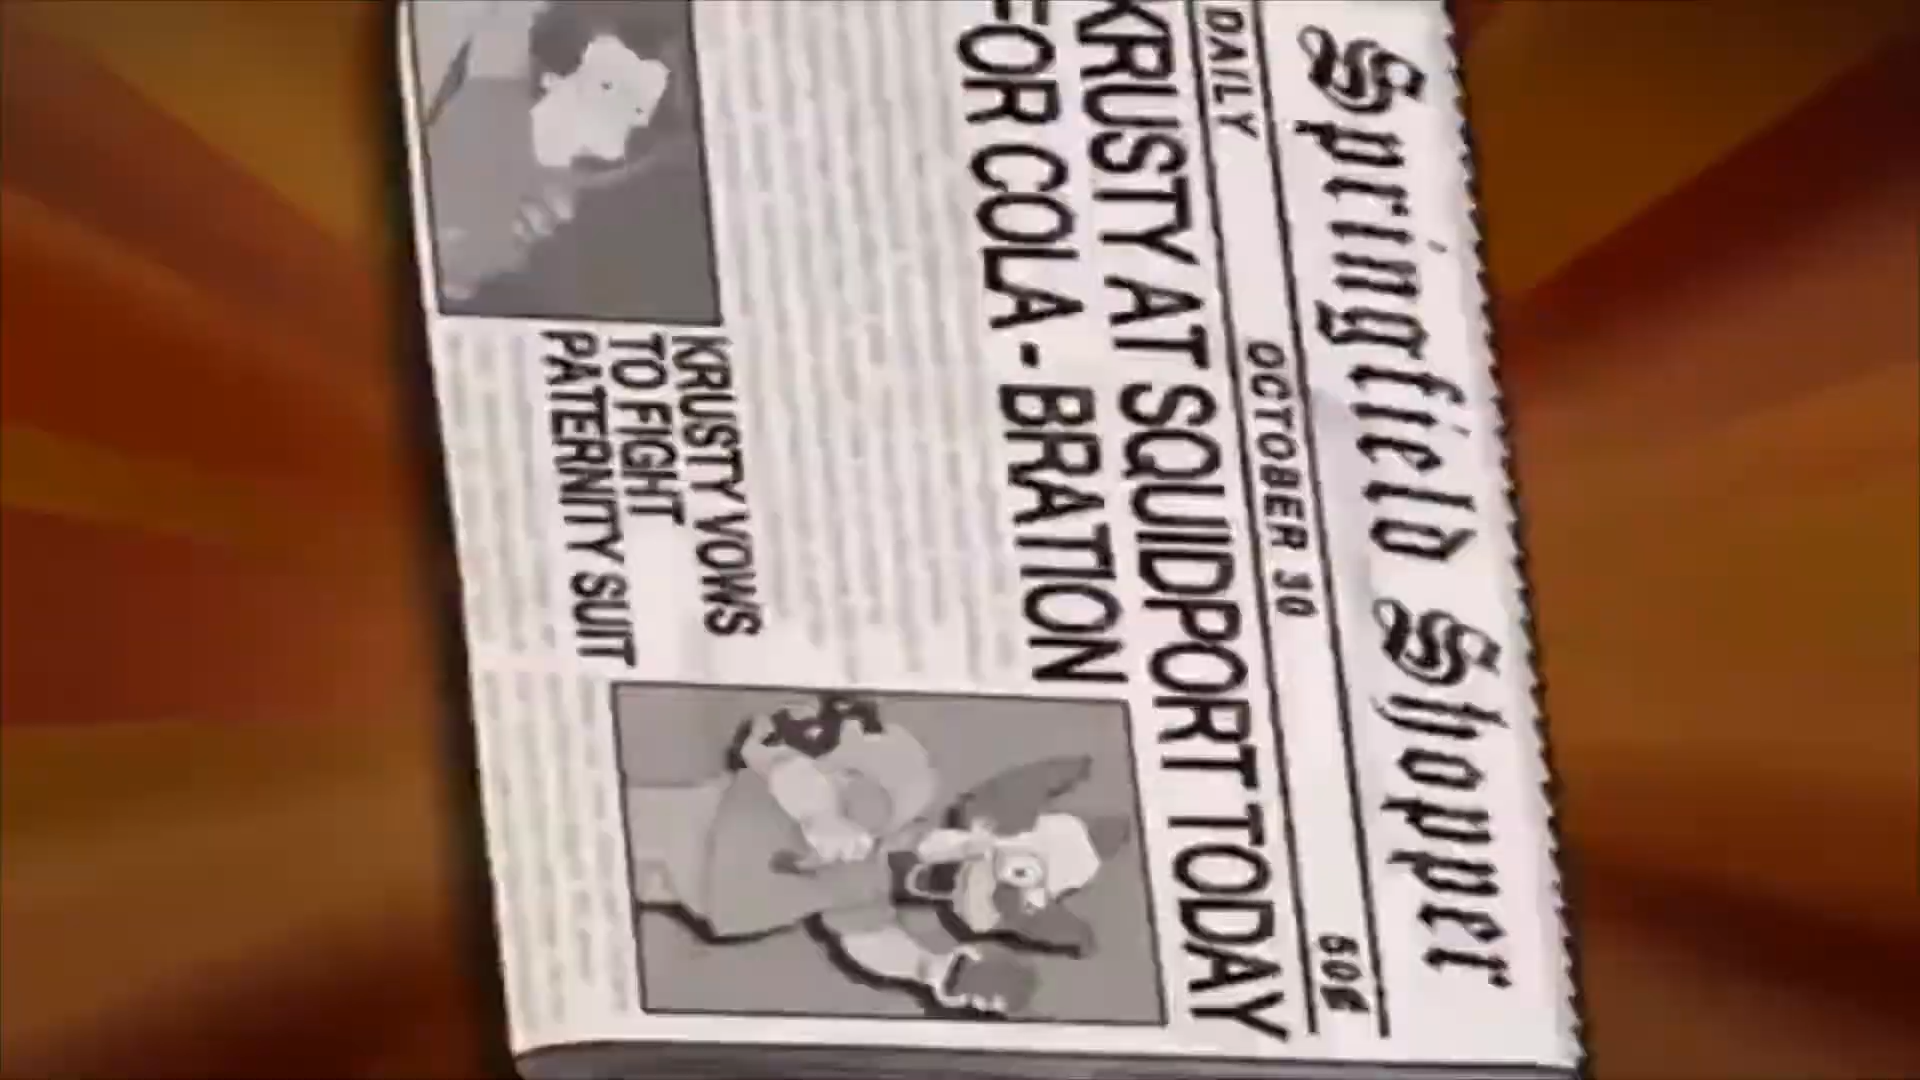 Springfield Shopper
DAILY OCTOBER 30 50¢
KRUSTY AT SQUIDPORT TODAY
FOR COLA - BRATION
KRUSTY VOWS
TO FIGHT
PATERNITY SUIT